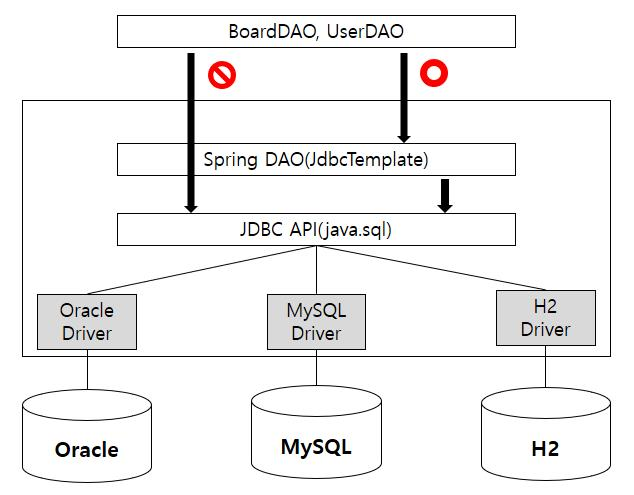 BoardDAO, UserDAO
Spring DAO(JdbcTemplate)
JDBC API(java.sql)
Oracle
Driver
MySQL
Driver
H2
Driver
Oracle
MySQL
H2